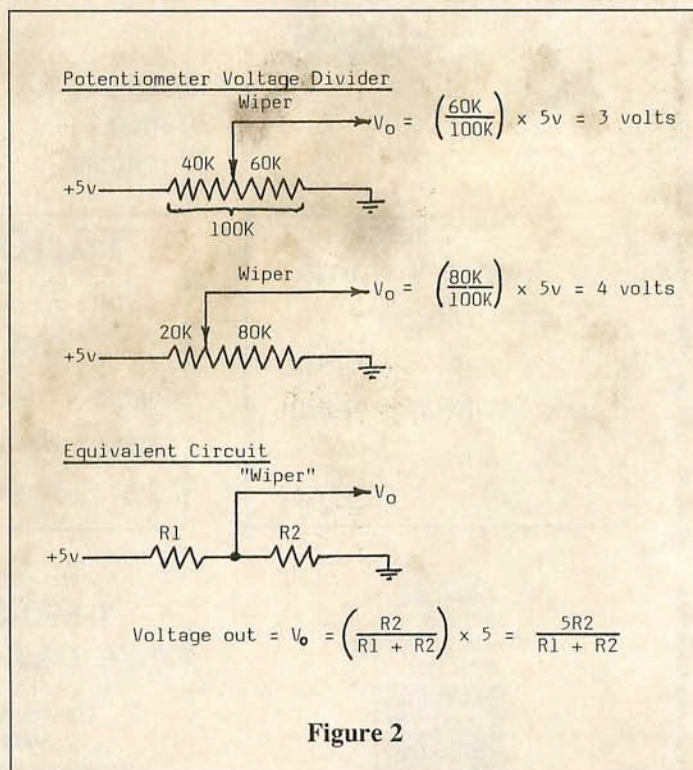 Potentiometer Voltage Divider
Wiper
Vo = (60K/100K) x 5v = 3 volts
40K 60K
+5v
100K
Wiper
Vo = (80K/100K) x 5v = 4 volts
20K 80K
+5v
Equivalent Circuit
"Wiper"
Vo
R1 R2
+5v
Voltage out = Vo = (R2/R1 + R2) x 5 = 5R2/R1 + R2
Figure 2